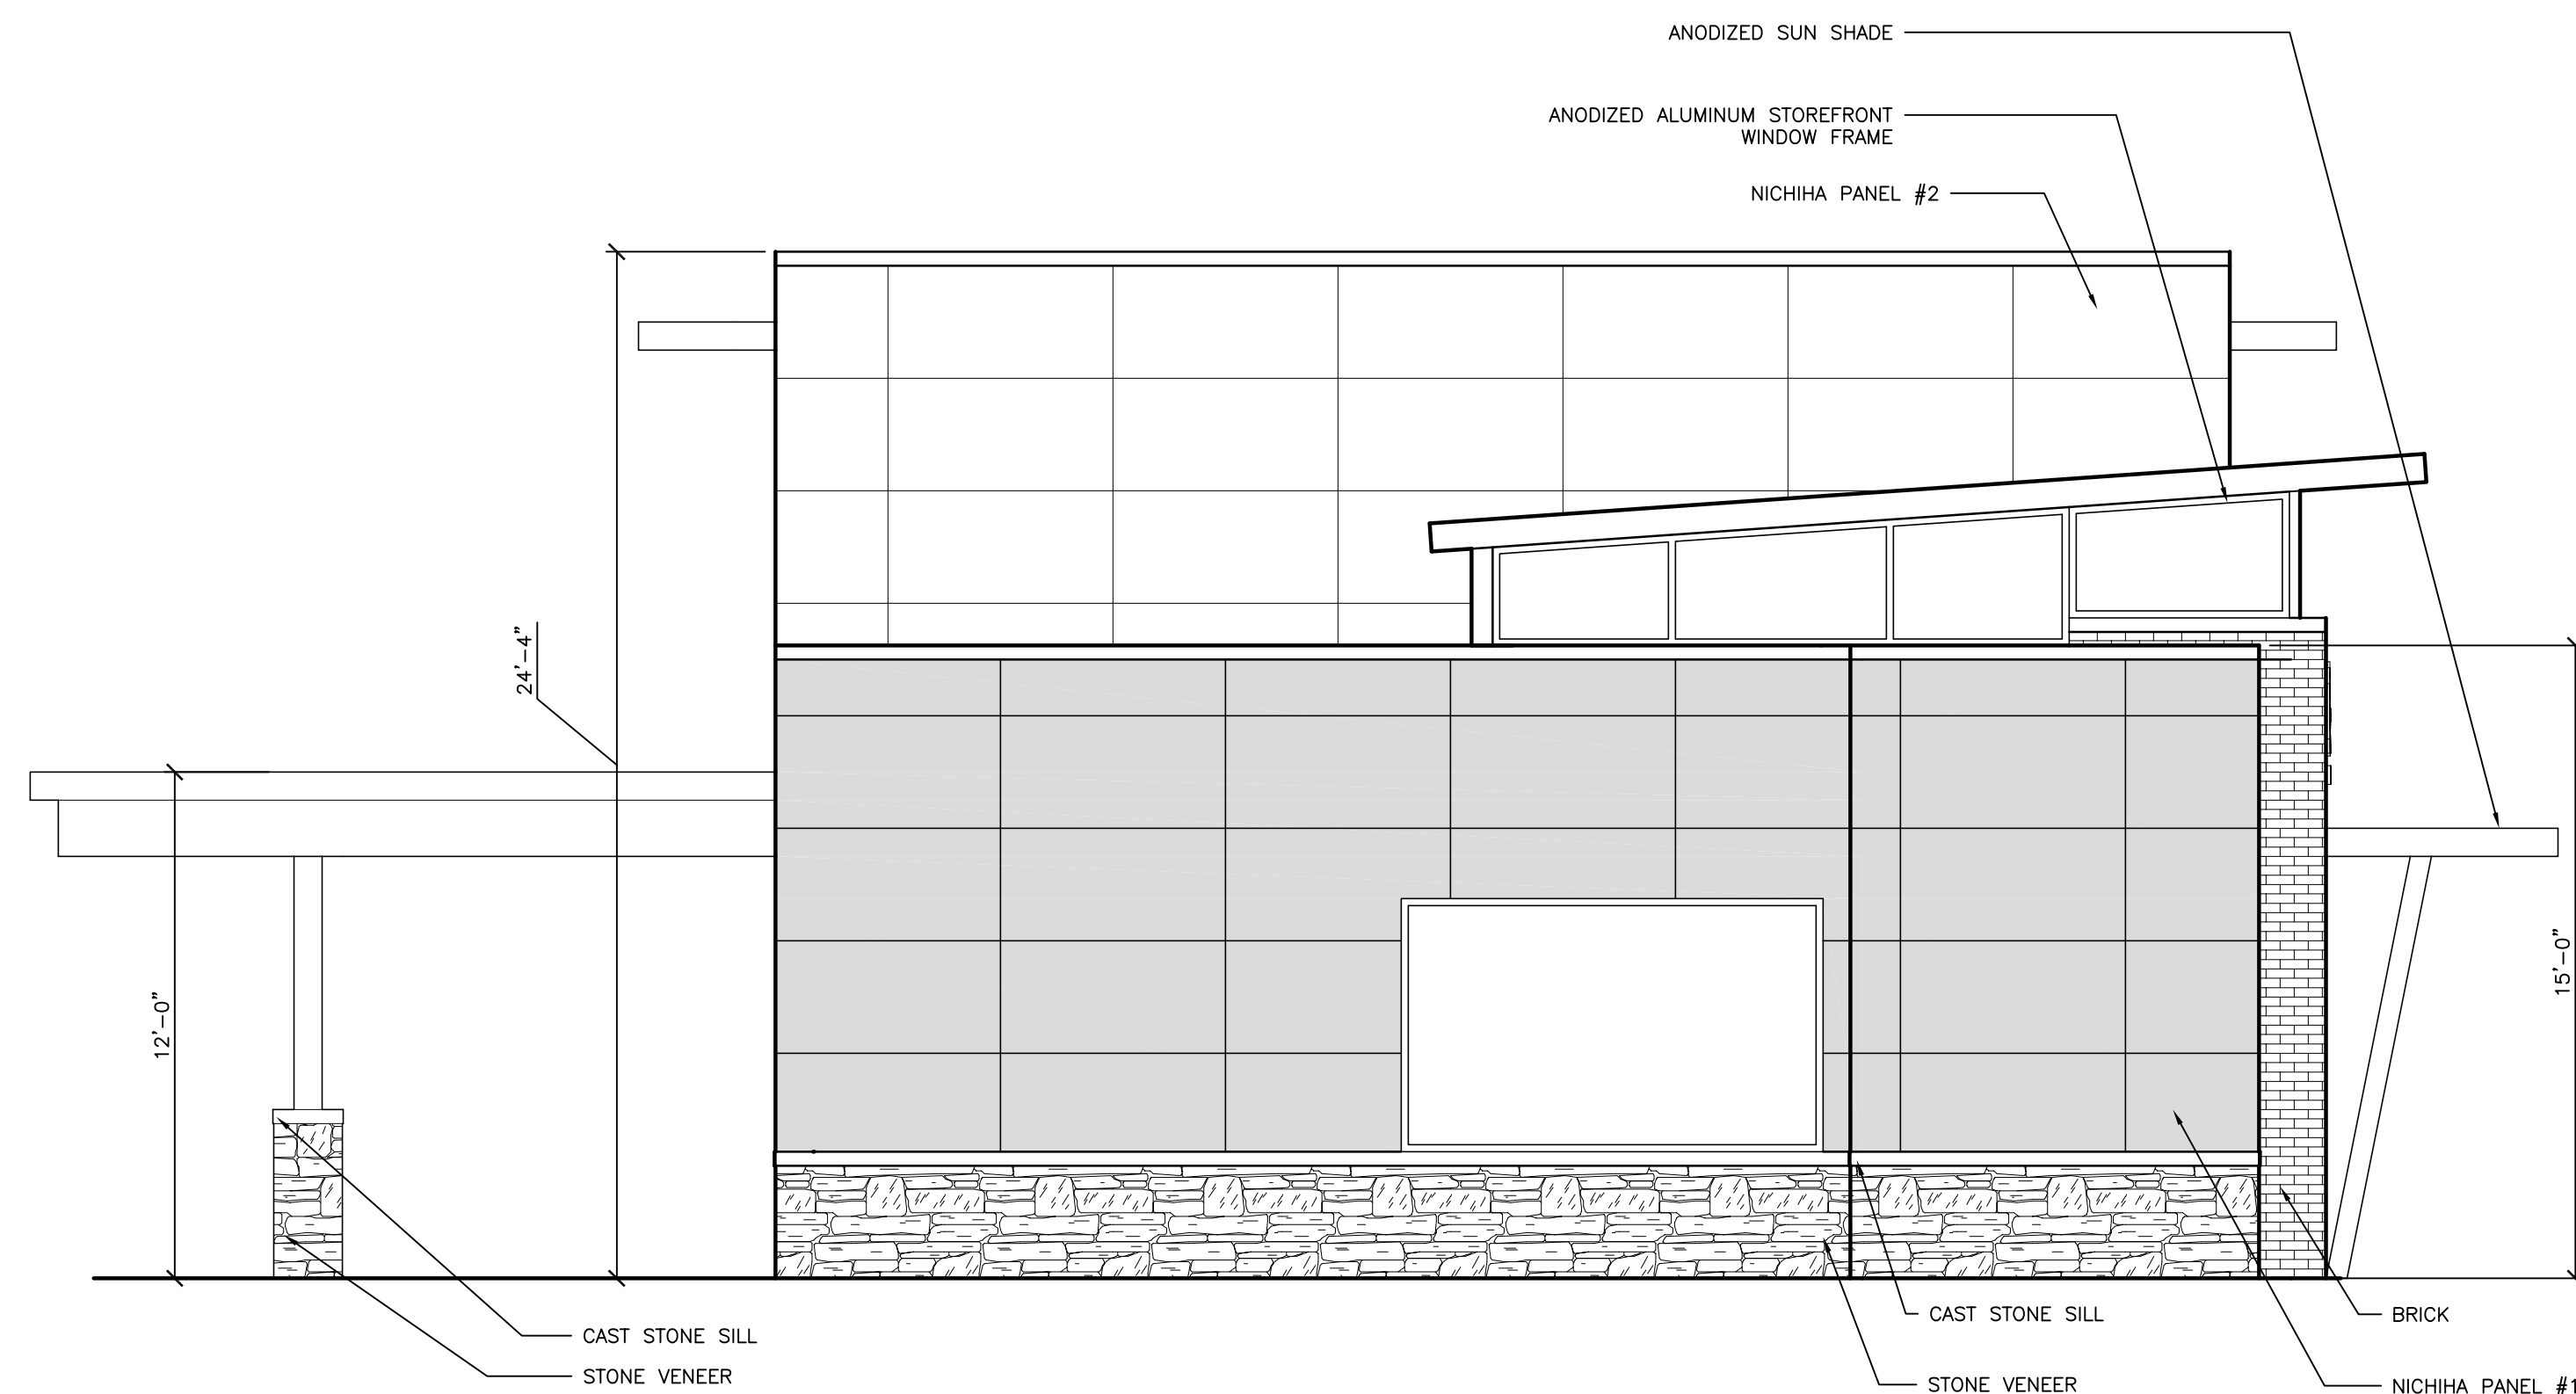 ANODIZED SUN SHADE
ANODIZED ALUMINUM STOREFRONT
WINDOW FRAME
NICHIHA PANEL #2
24'-4"
12'-0"
15'-0"
CAST STONE SILL
STONE VENEER
CAST STONE SILL
STONE VENEER
BRICK
NICHIHA PANEL #1